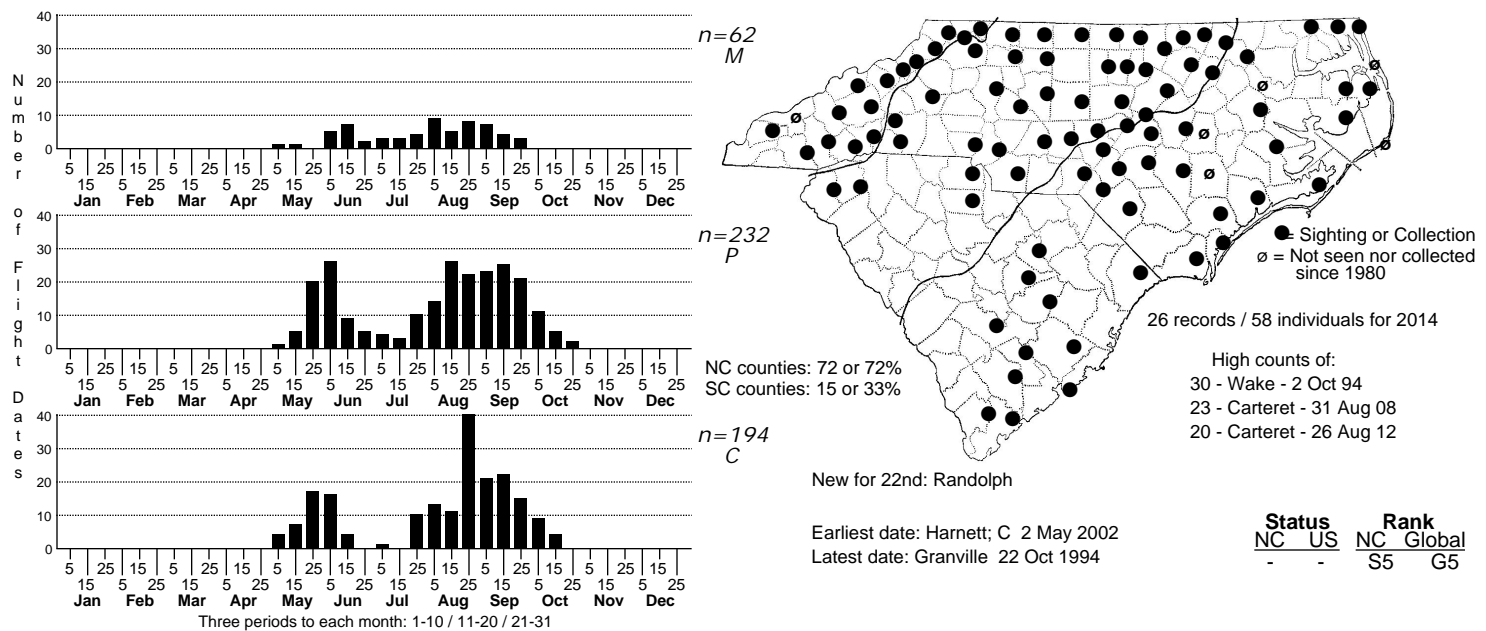 Number of Flight Dates
40
30
20
10
0
n=62
M
5 25 5 25 5 25 5 25 5 25 5 25 5 25 5 25 5 25 5 25 5 25 5 25
15 15 15 15 15 15 15 15 15 15 15 15
Jan Feb Mar Apr May Jun Jul Aug Sep Oct Nov Dec
40
30
20
10
0
n=232
P
5 25 5 25 5 25 5 25 5 25 5 25 5 25 5 25 5 25 5 25 5 25 5 25
15 15 15 15 15 15 15 15 15 15 15 15
Jan Feb Mar Apr May Jun Jul Aug Sep Oct Nov Dec
40
30
20
10
0
n=194
C
5 25 5 25 5 25 5 25 5 25 5 25 5 25 5 25 5 25 5 25 5 25 5 25
15 15 15 15 15 15 15 15 15 15 15 15
Jan Feb Mar Apr May Jun Jul Aug Sep Oct Nov Dec
Three periods to each month: 1-10 / 11-20 / 21-31
NC counties: 72 or 72%
SC counties: 15 or 33%
= Sighting or Collection
ø = Not seen nor collected
since 1980
26 records / 58 individuals for 2014
High counts of:
30 - Wake - 2 Oct 94
23 - Carteret - 31 Aug 08
20 - Carteret - 26 Aug 12
New for 22nd: Randolph
Earliest date: Harnett; C 2 May 2002
Latest date: Granville 22 Oct 1994
Status Rank
NC US NC Global
- - S5 G5